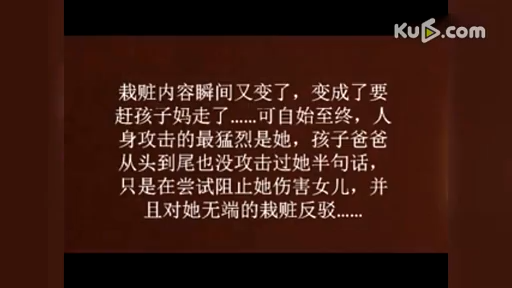 Ku6.com
栽赃内容瞬间又变了，变成了要
赶孩子妈走了......可自始至终，人
身攻击的最猛烈是她，孩子爸爸
从头到尾也没攻击过她半句话，
只是在尝试阻止她伤害女儿，并
且对她无端的栽赃反驳......